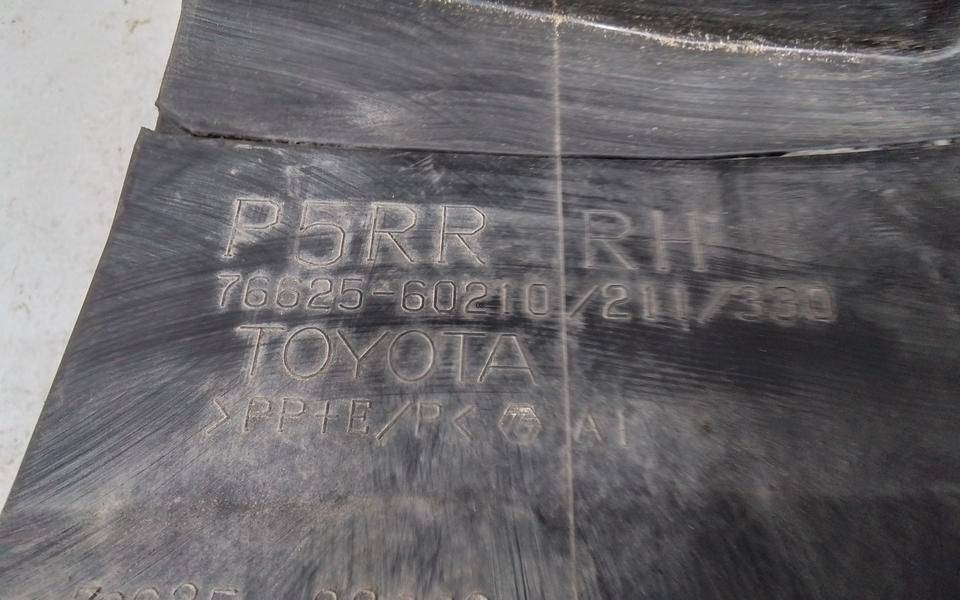 P5RR RH
76625-60210/211/330
TOYOTA
>PP+E/P< A1